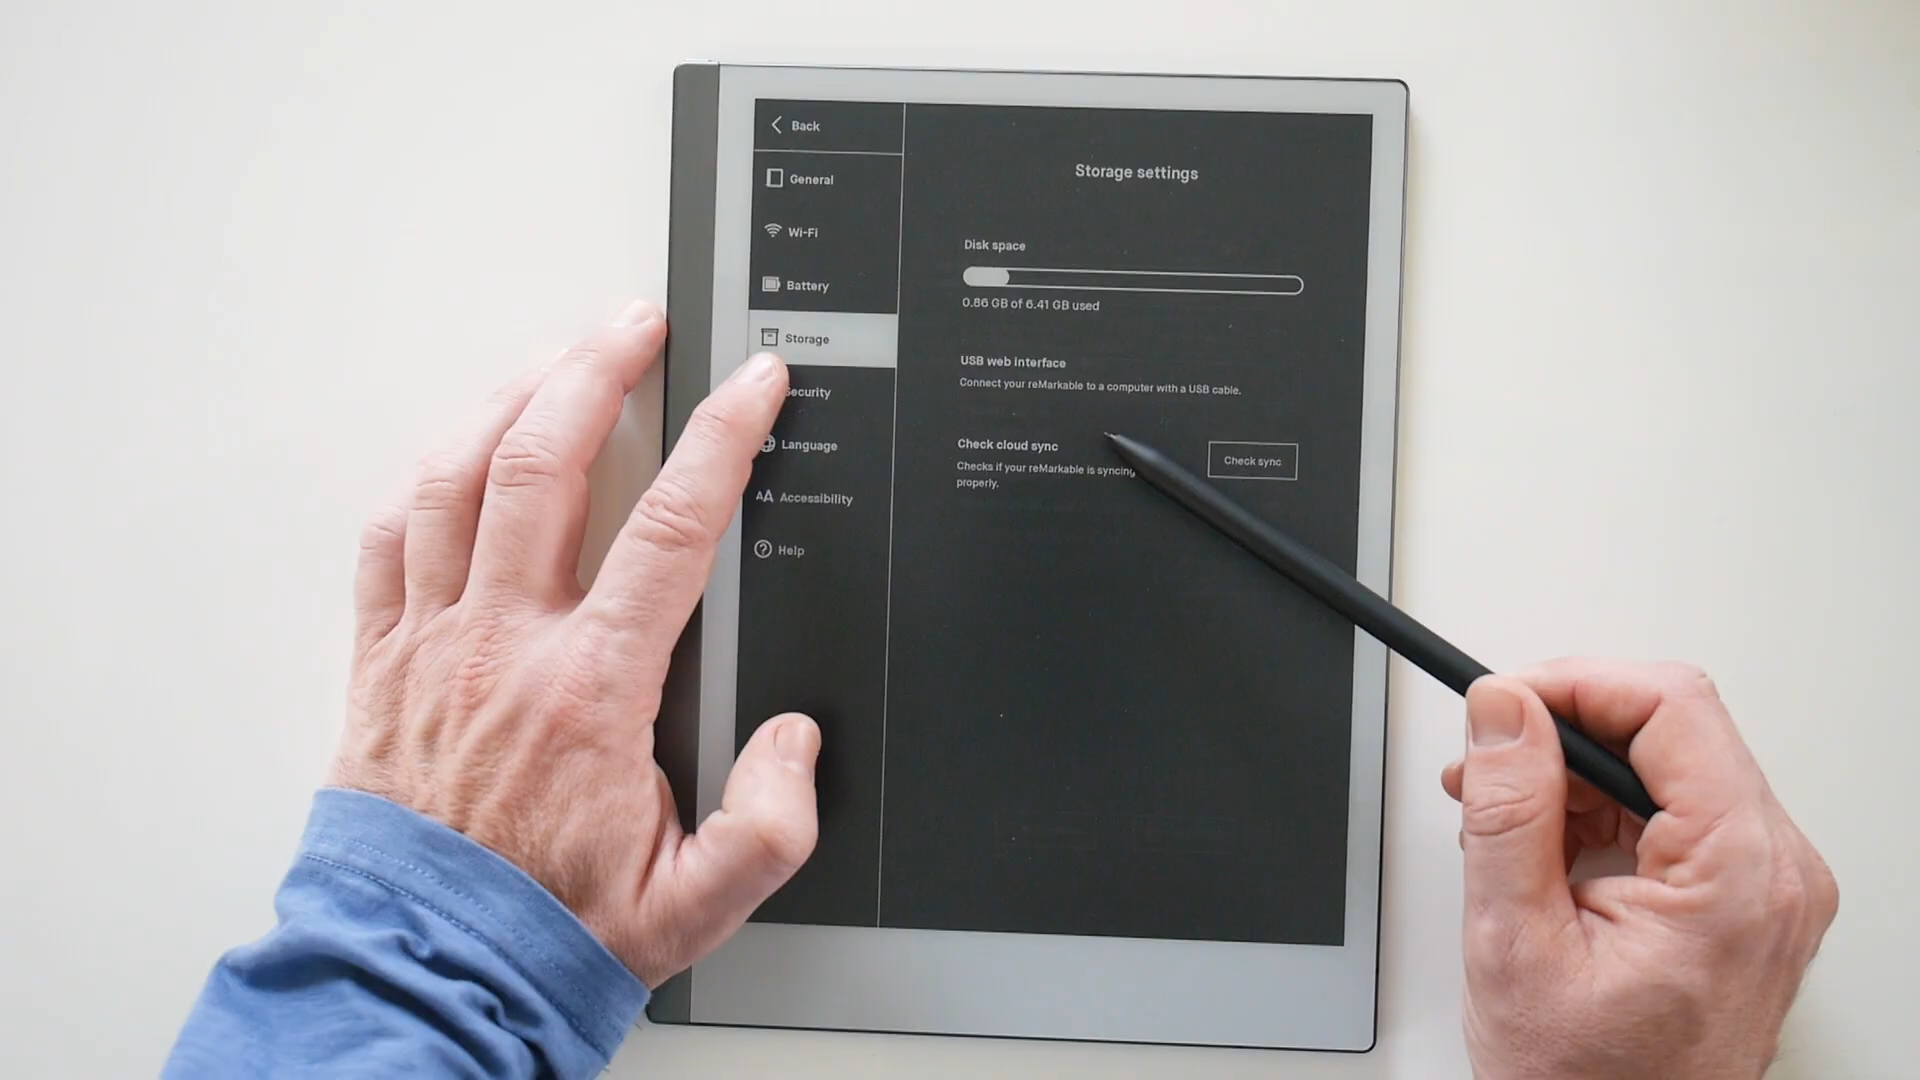 Back
General
Wi-Fi
Battery
Storage
Security
Language
Accessibility
Help
Storage settings
Disk space
0.86 GB of 6.41 GB used
USB web interface
Connect your reMarkable to a computer with a USB cable.
Check cloud sync
Checks if your reMarkable is syncing
properly.
Check sync